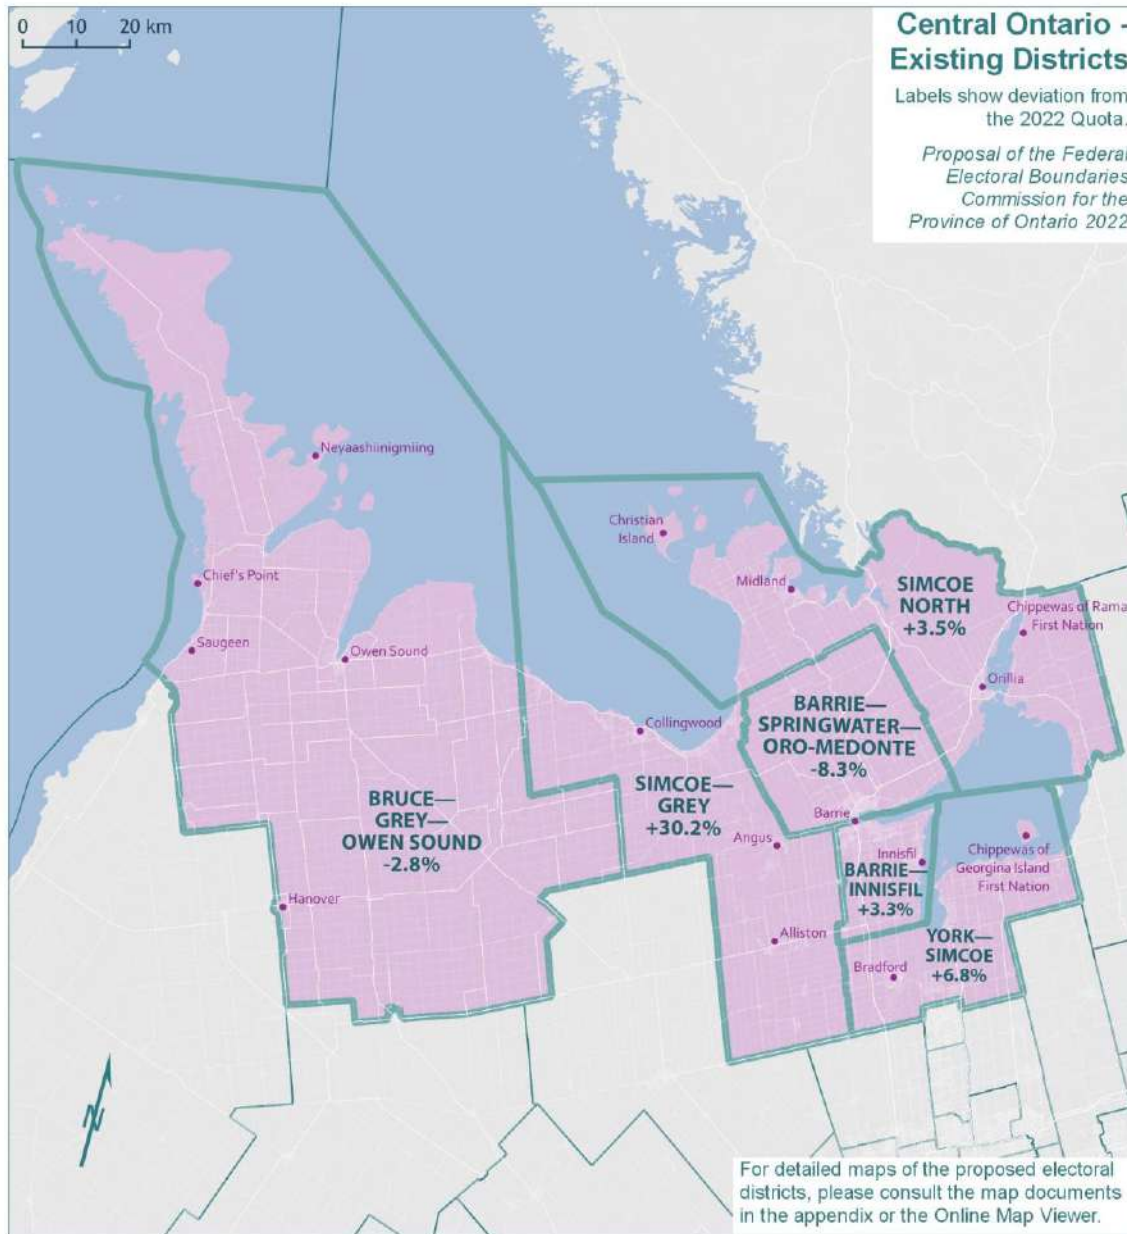 0 10 20 km
Central Ontario -
Existing Districts
Labels show deviation from
the 2022 Quota.
Proposal of the Federal
Electoral Boundaries
Commission for the
Province of Ontario 2022
Neyaashiinigmiing
Christian
Island
Chief's Point
Midland
SIMCOE
NORTH
+3.5%
Chippewas of Rama
First Nation
Saugeen
Owen Sound
Orillia
Collingwood
BARRIE—
SPRINGWATER—
ORO-MEDONTE
-8.3%
BRUCE—
GREY—
OWEN SOUND
-2.8%
SIMCOE—
GREY
+30.2%
Barrie
Angus
Innisfil
BARRIE—
INNISFIL
+3.3%
Chippewas of
Georgina Island
First Nation
Hanover
Alliston
Bradford
YORK—
SIMCOE
+6.8%
N
For detailed maps of the proposed electoral
districts, please consult the map documents
in the appendix or the Online Map Viewer.